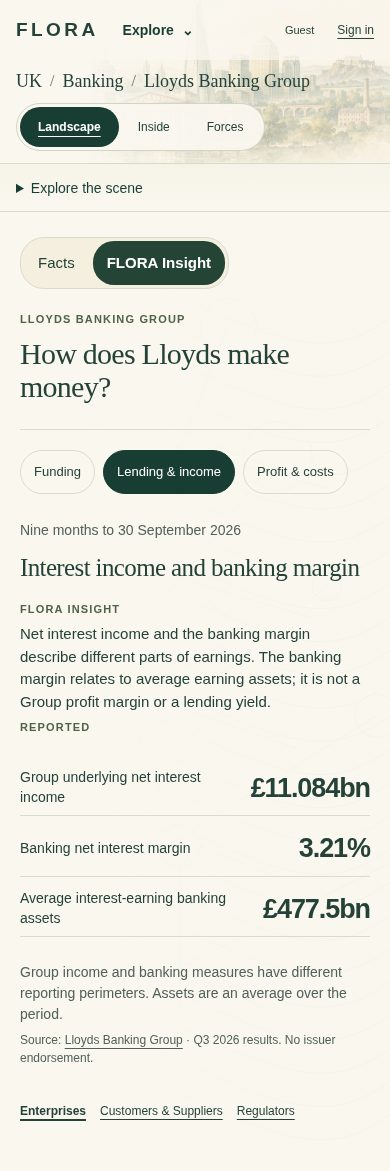 FLORA Explore Guest Sign in
UK / Banking / Lloyds Banking Group
Landscape Inside Forces
Explore the scene
Facts FLORA Insight
LLOYDS BANKING GROUP
How does Lloyds make
money?
Funding Lending & income Profit & costs
Nine months to 30 September 2026
Interest income and banking margin
FLORA INSIGHT
Net interest income and the banking margin
describe different parts of earnings. The banking
margin relates to average earning assets; it is not a
Group profit margin or a lending yield.
REPORTED
Group underlying net interest
income
£11.084bn
Banking net interest margin 3.21%
Average interest-earning banking
assets
£477.5bn
Group income and banking measures have different
reporting perimeters. Assets are an average over the
period.
Source: Lloyds Banking Group · Q3 2026 results. No issuer
endorsement.
Enterprises Customers & Suppliers Regulators